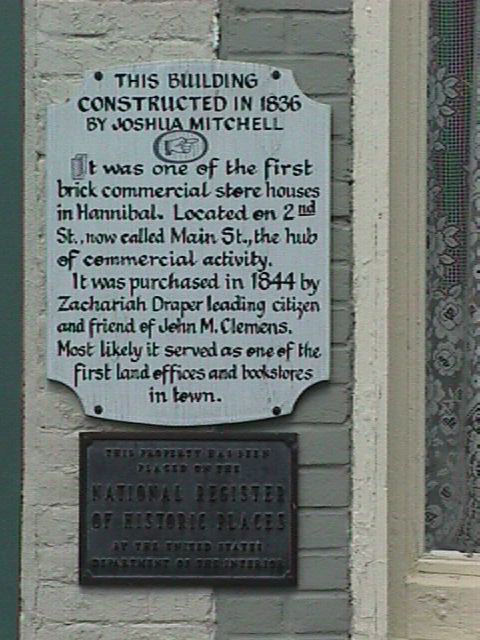 THIS BUILDING
CONSTRUCTED IN 1836
BY JOSHUA MITCHELL
It was one of the first
brick commercial store houses
in Hannibal. Located on 2nd
St., now called Main St., the hub
of commercial activity.
It was purchased in 1844 by
Zachariah Draper leading citizen
and friend of John M. Clemens.
Most likely it served as one of the
first land offices and bookstores
in town.
THIS PROPERTY HAS BEEN
PLACED ON THE
NATIONAL REGISTER
OF HISTORIC PLACES
BY THE UNITED STATES
DEPARTMENT OF THE INTERIOR